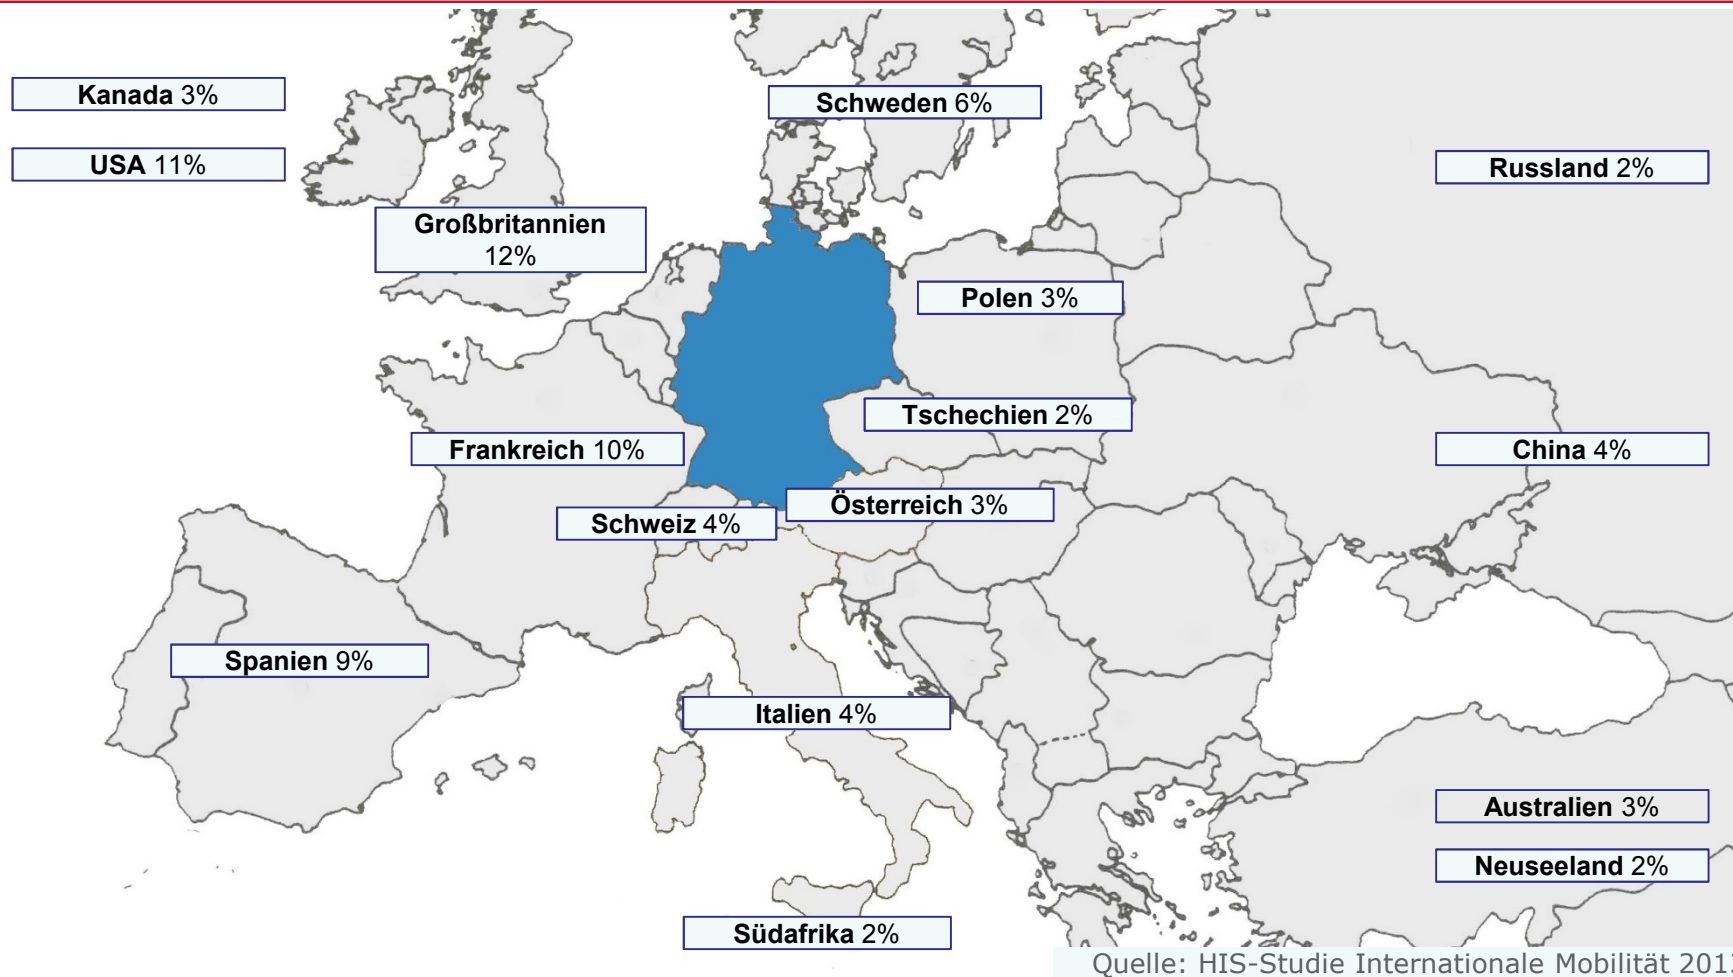 Kanada 3%
Schweden 6%
USA 11%
Russland 2%
Großbritannien
12%
Polen 3%
Tschechien 2%
Frankreich 10%
China 4%
Österreich 3%
Schweiz 4%
Spanien 9%
Italien 4%
Australien 3%
Neuseeland 2%
Südafrika 2%
Quelle: HIS-Studie Internationale Mobilität